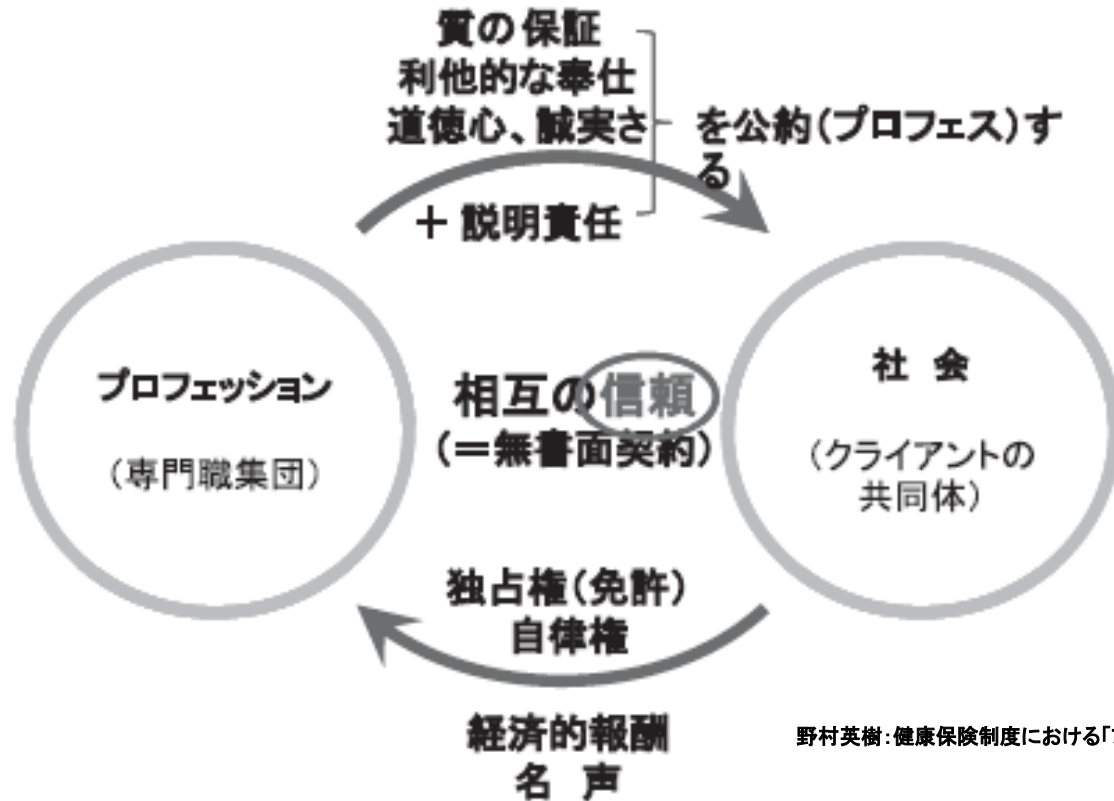 質の保証
利他的な奉仕
道徳心、誠実さ
を公約(プロフェス)す
る
＋ 説明責任
プロフェッション
(専門職集団)
相互の信頼
(＝無書面契約)
社 会
(クライアントの
共同体)
独占権(免許)
自律権
経済的報酬
名 声
野村英樹:健康保険制度における「